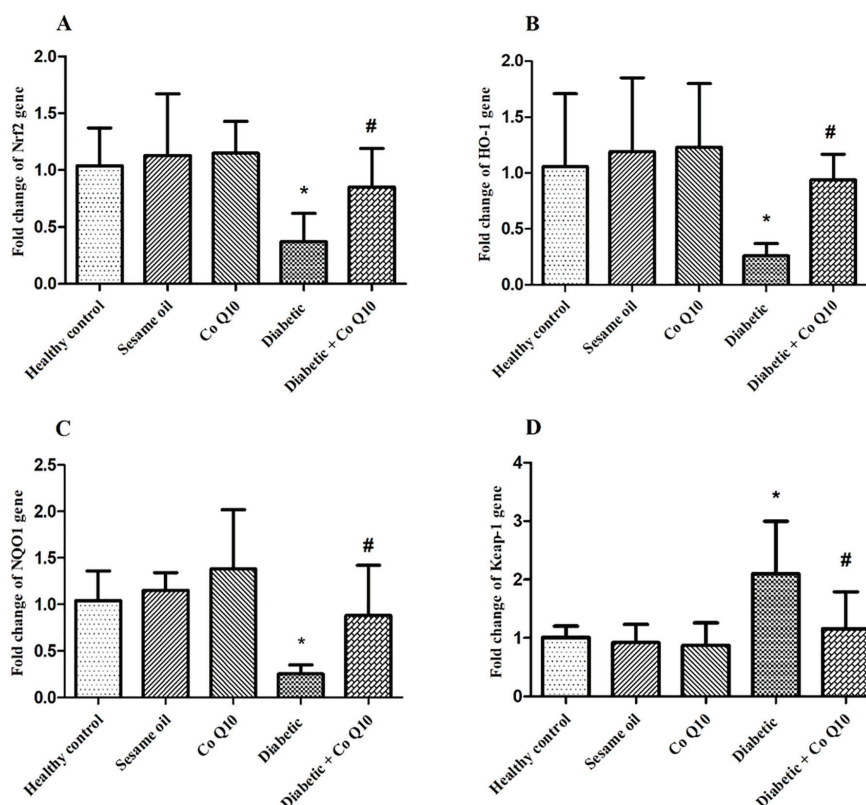 A
Fold change of Nrf2 gene
2.0
1.5
1.0
0.5
0.0
*
#
Healthy control
Sesame oil
Co Q10
Diabetic
Diabetic + Co Q10
B
Fold change of HO-1 gene
2.0
1.5
1.0
0.5
0.0
*
#
Healthy control
Sesame oil
Co Q10
Diabetic
Diabetic + Co Q10
C
Fold change of NQO1 gene
2.5
2.0
1.5
1.0
0.5
0.0
*
#
Healthy control
Sesame oil
Co Q10
Diabetic
Diabetic + Co Q10
D
Fold change of Keap-1 gene
4
3
2
1
0
*
#
Healthy control
Sesame oil
Co Q10
Diabetic
Diabetic + Co Q10